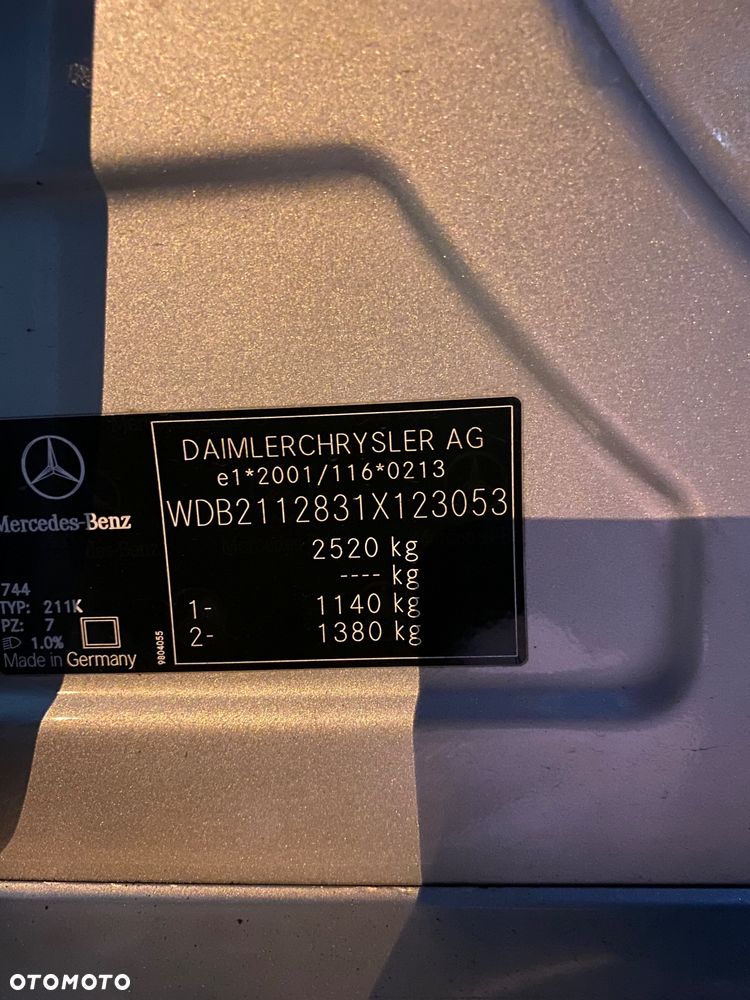 DAIMLERCHRYSLER AG
e1*2001/116*0213
WDB2112831X123053
2520 kg
---- kg
1- 1140 kg
2- 1380 kg
Mercedes-Benz
744
TYP: 211K
PZ: 7
1.0%
Made in Germany
9804055
OTOMOTO